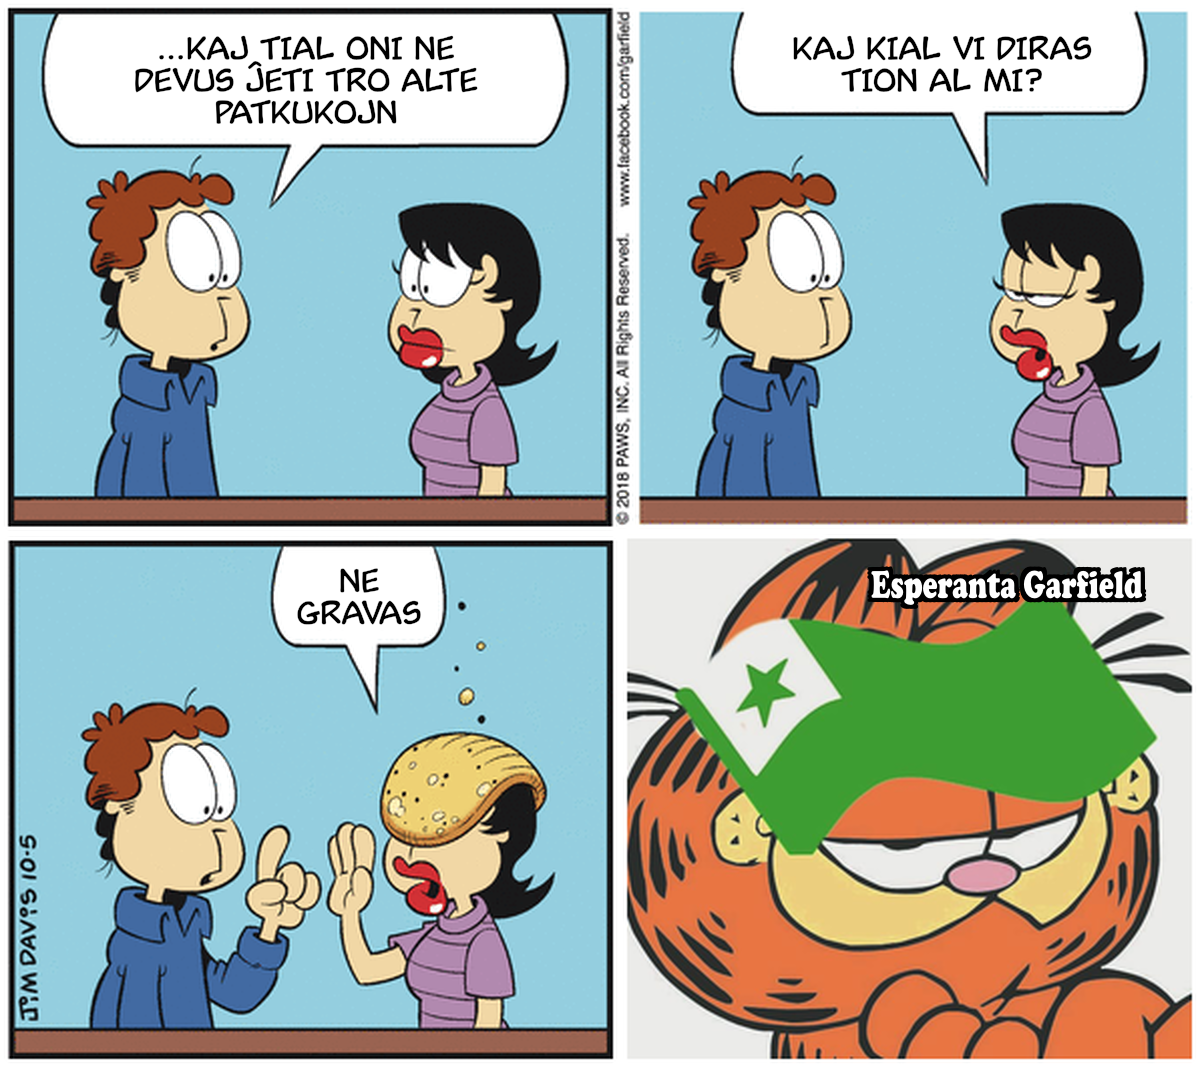 ...KAJ TIAL ONI NE
DEVUS ĴETI TRO ALTE
PATKUKOJN
www.facebook.com/garfield
© 2018 PAWS, INC. All Rights Reserved.
KAJ KIAL VI DIRAS
TION AL MI?
NE
GRAVAS
JIM DAVIS 10·5
Esperanta Garfield